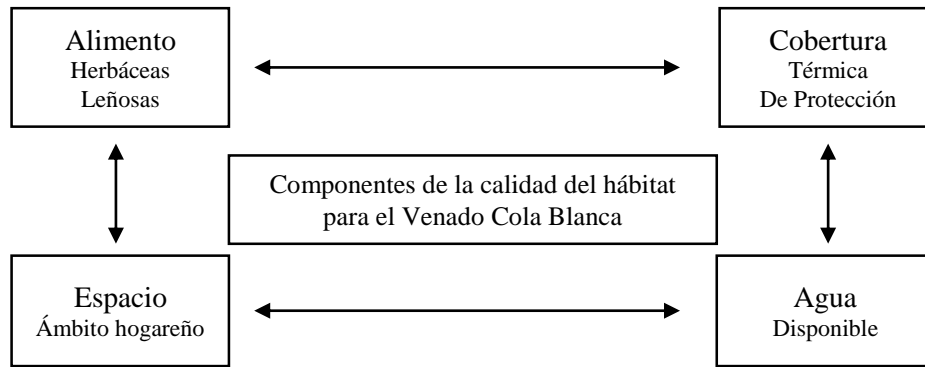 Alimento
Herbáceas
Leñosas
Cobertura
Térmica
De Protección
Componentes de la calidad del hábitat
para el Venado Cola Blanca
Espacio
Ámbito hogareño
Agua
Disponible